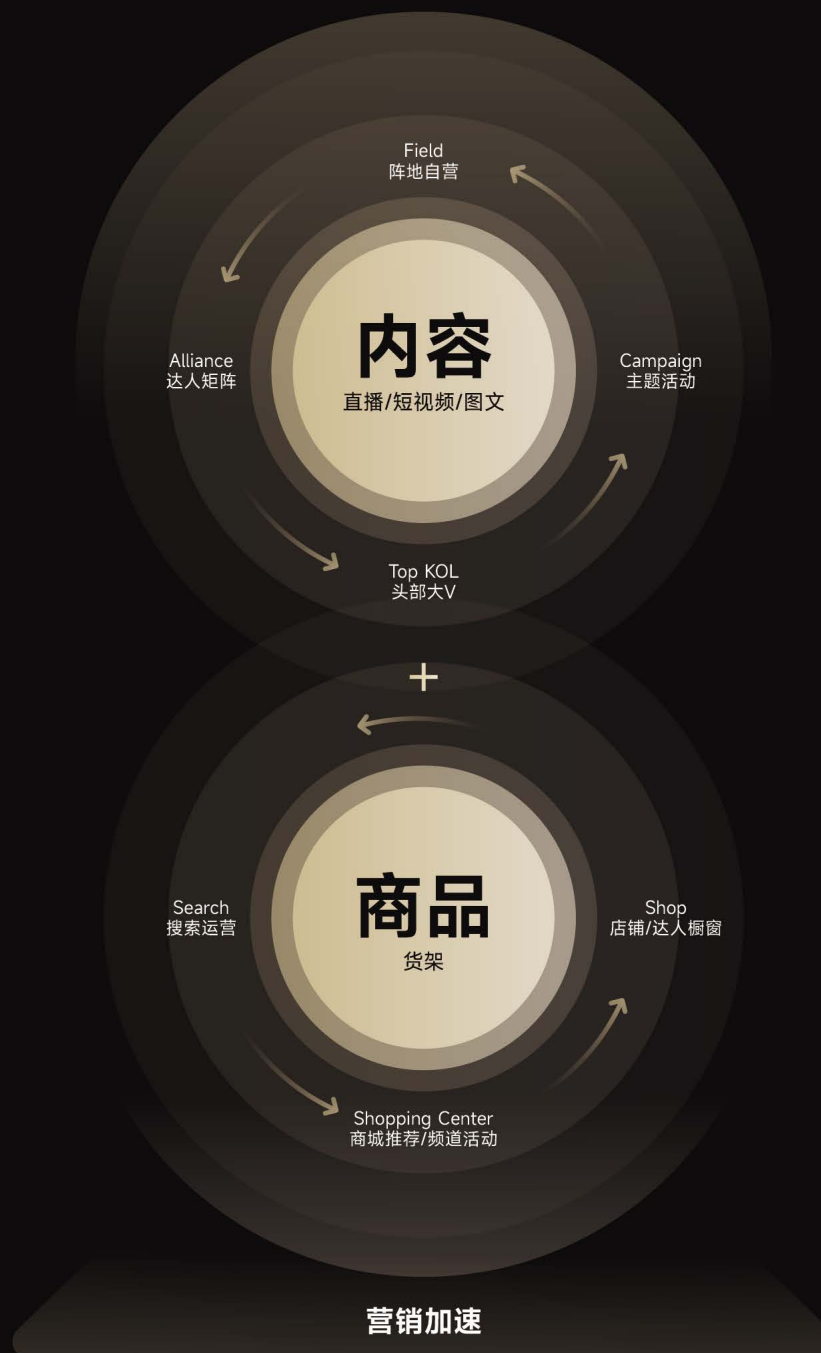 Field
阵地自营
Alliance
达人矩阵
内容
直播/短视频/图文
Campaign
主题活动
Top KOL
头部大V
+
商品
货架
Search
搜索运营
Shop
店铺/达人橱窗
Shopping Center
商城推荐/频道活动
营销加速